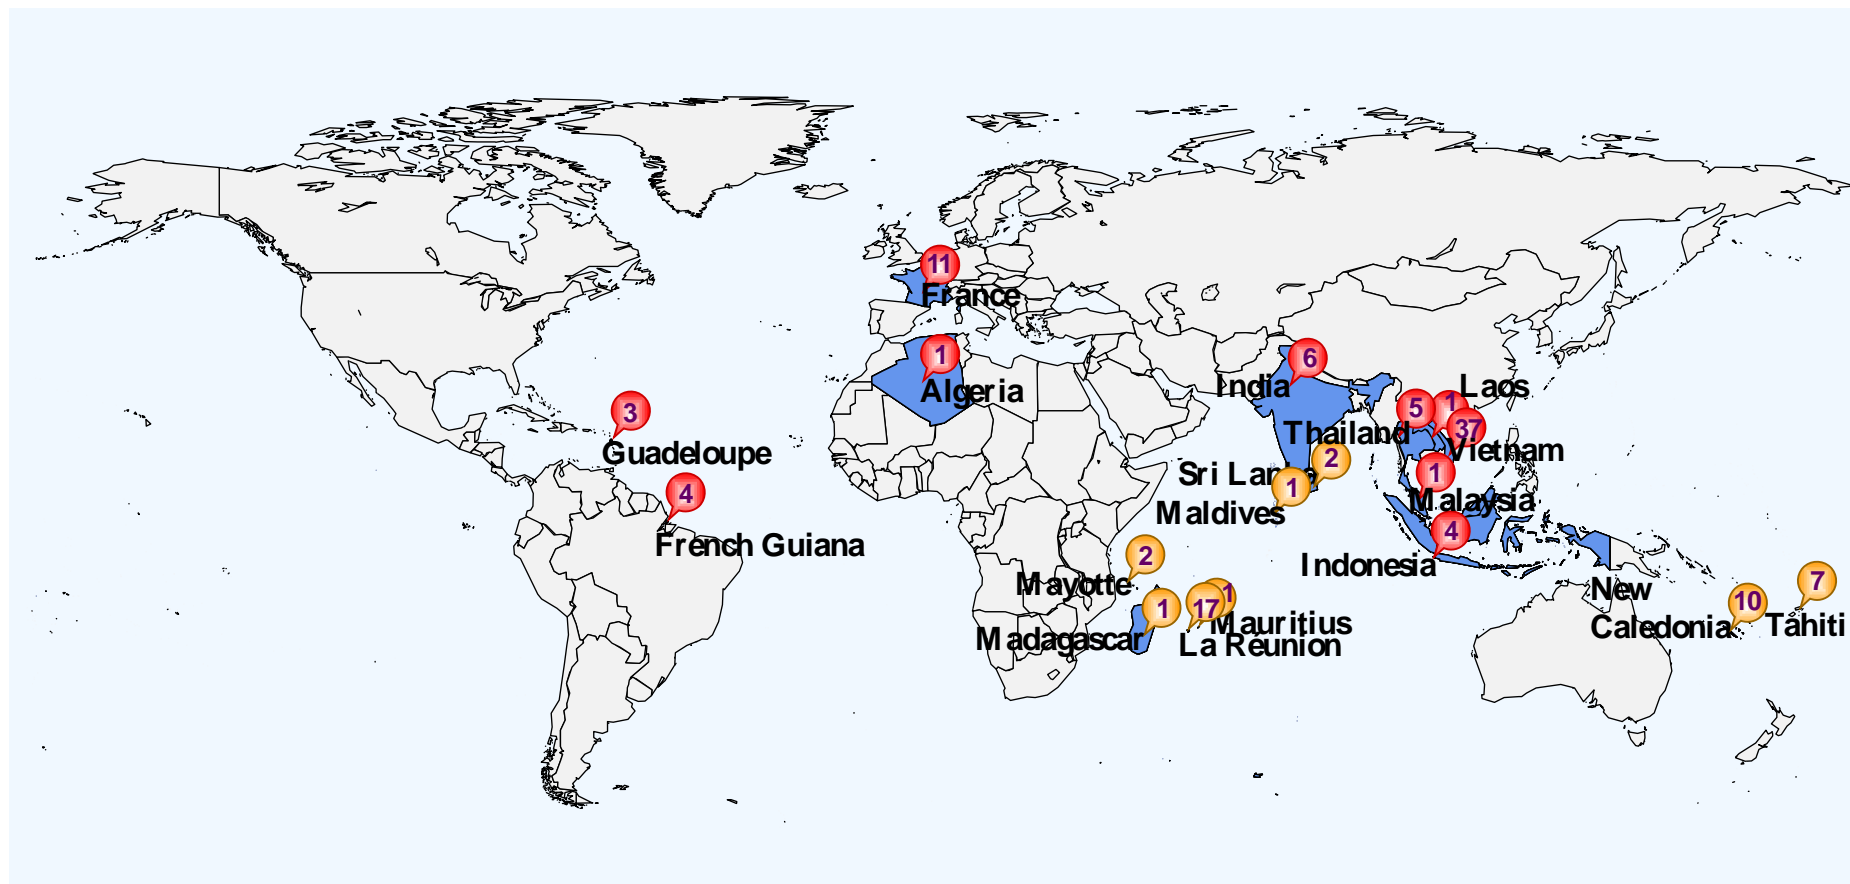 11
France
1
Algeria
6
India
Laos
5
1
37
3
Guadeloupe
Thailand
Vietnam
2
Sri Lanka
1
Maldives
1
Malaysia
4
French Guiana
4
Indonesia
2
Mayotte
1
Madagascar
17
1
Mauritius
La Réunion
New
Caledonia
10
7
Tahiti